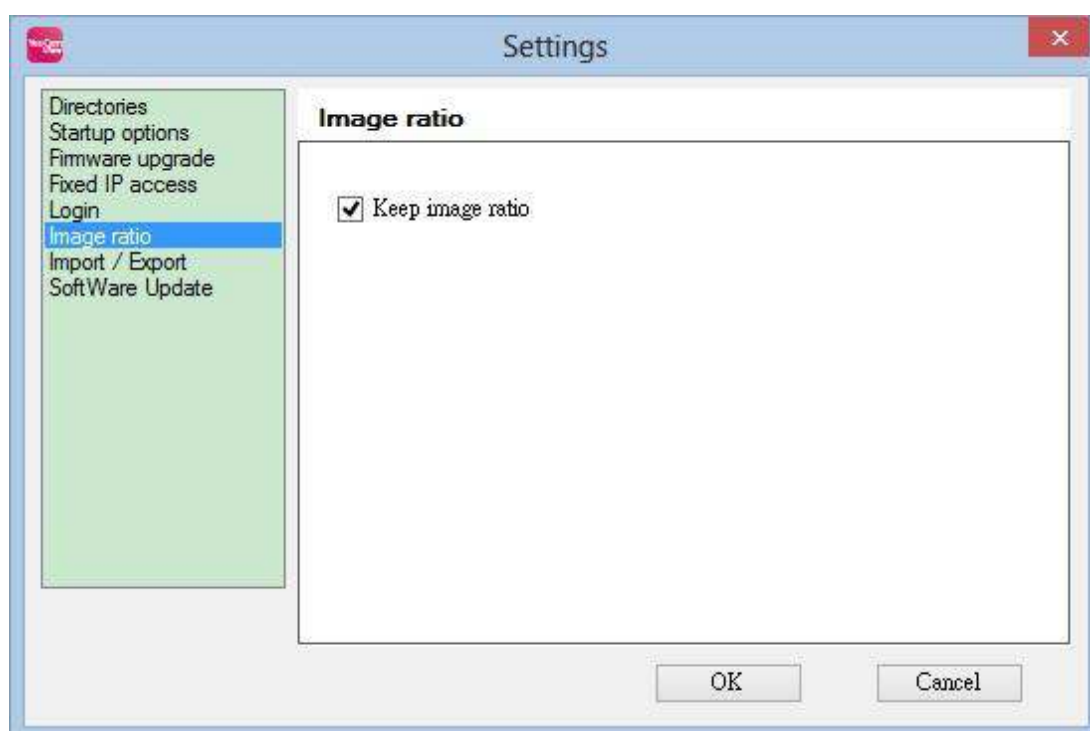 Settings
Directories
Startup options
Firmware upgrade
Fixed IP access
Login
Image ratio
Import / Export
SoftWare Update
Image ratio
Keep image ratio
OK
Cancel